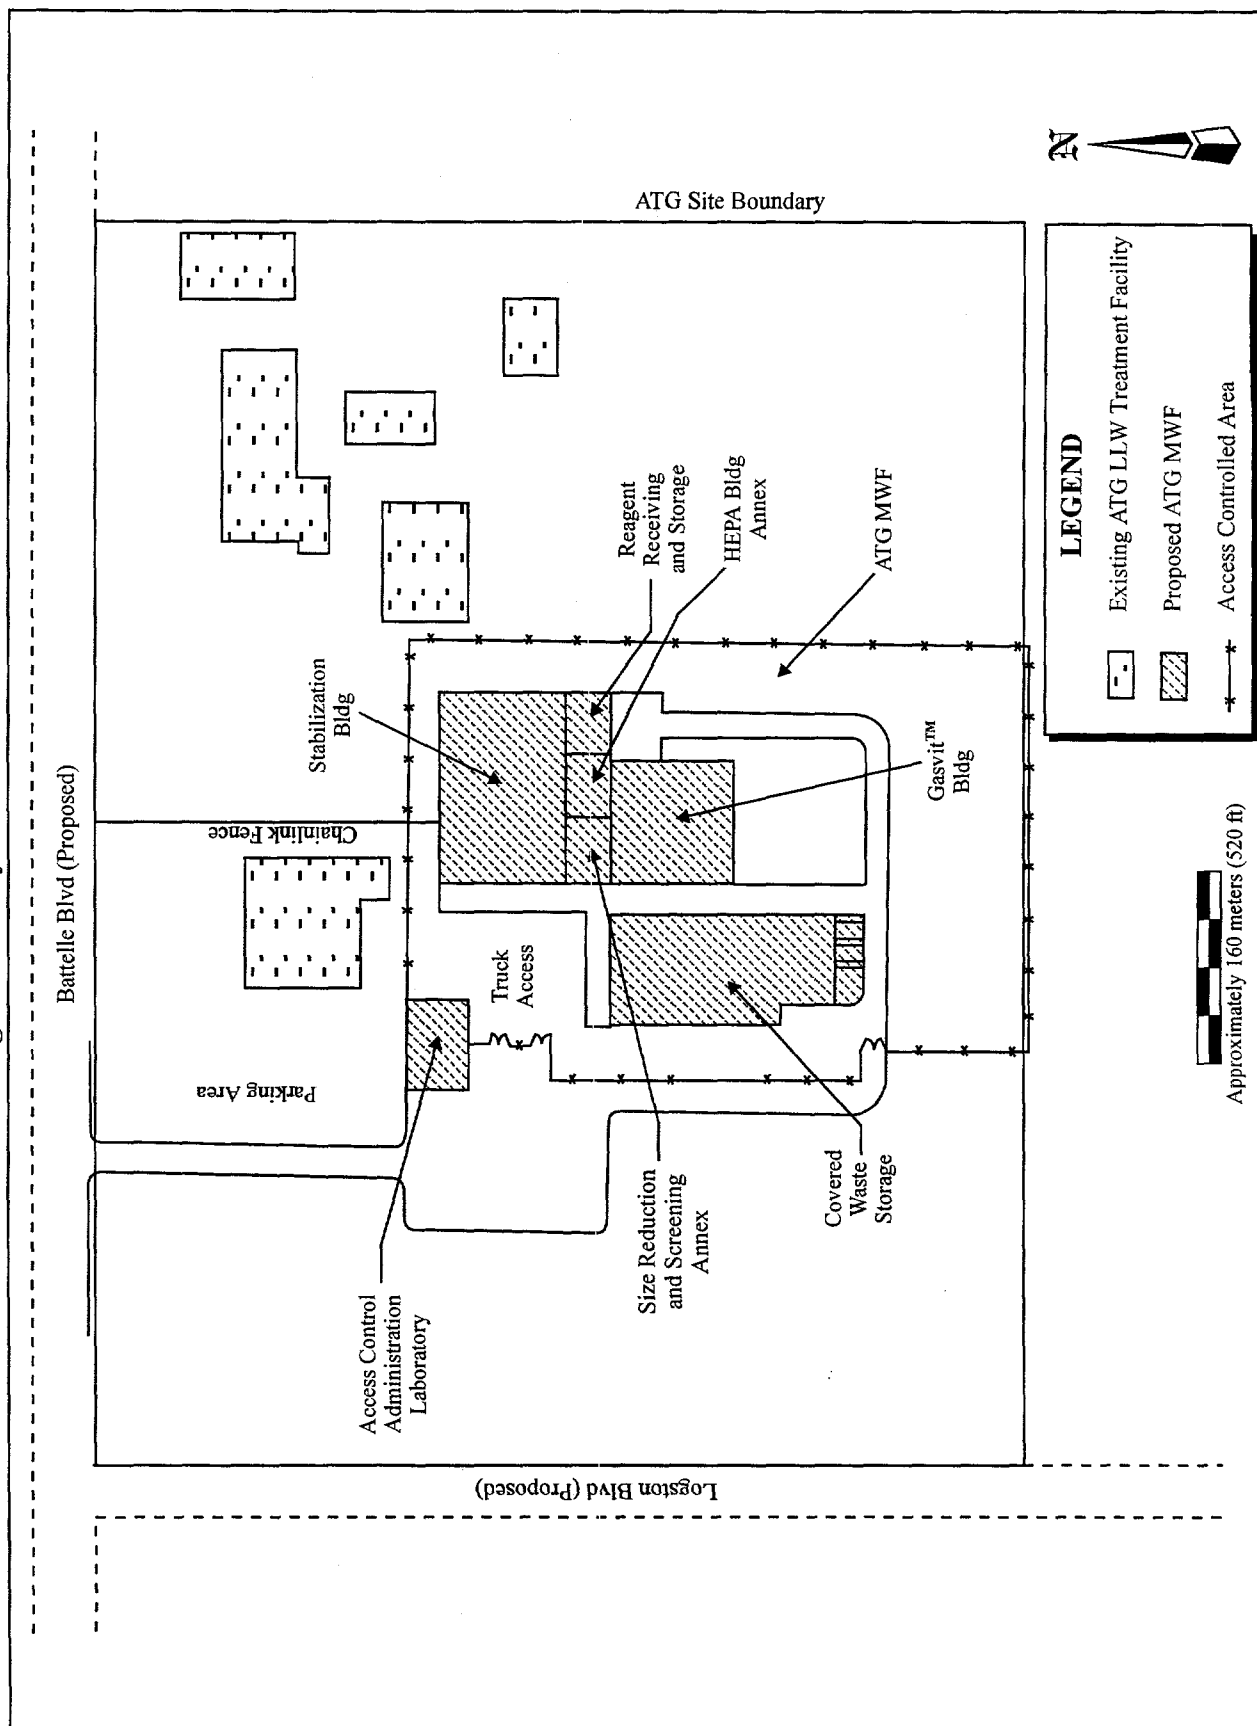 Battelle Blvd (Proposed)
Parking Area
Chainlink Fence
Stabilization
Bldg
ATG Site Boundary
Access Control
Administration
Laboratory
Truck
Access
Reagent
Receiving
and Storage
HEPA Bldg
Annex
ATG MWF
Size Reduction
and Screening
Annex
Gasvit™
Bldg
Covered
Waste
Storage
Logston Blvd (Proposed)
N
LEGEND
Existing ATG LLW Treatment Facility
Proposed ATG MWF
Access Controlled Area
Approximately 160 meters (520 ft)